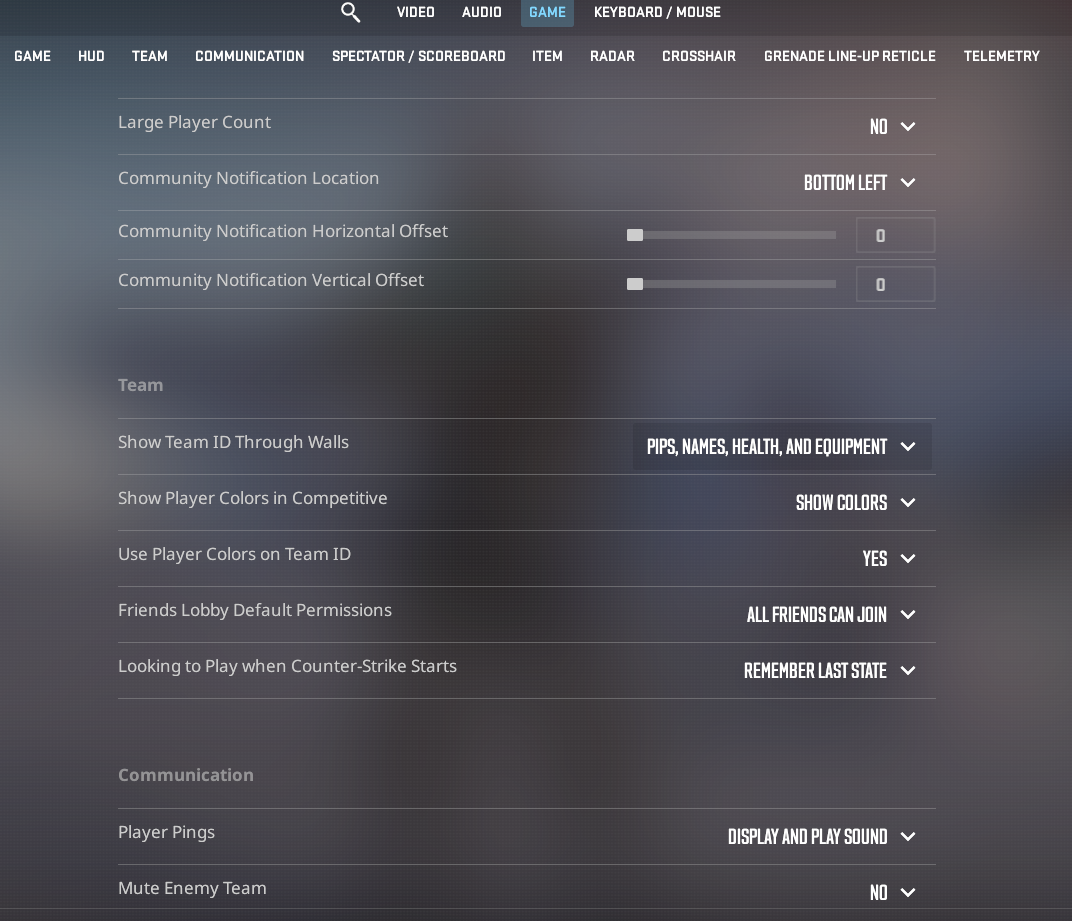 VIDEO AUDIO GAME KEYBOARD / MOUSE
GAME HUD TEAM COMMUNICATION SPECTATOR / SCOREBOARD ITEM RADAR CROSSHAIR GRENADE LINE-UP RETICLE TELEMETRY
Large Player Count NO
Community Notification Location BOTTOM LEFT
Community Notification Horizontal Offset 0
Community Notification Vertical Offset 0
Team
Show Team ID Through Walls PIPS, NAMES, HEALTH, AND EQUIPMENT
Show Player Colors in Competitive SHOW COLORS
Use Player Colors on Team ID YES
Friends Lobby Default Permissions ALL FRIENDS CAN JOIN
Looking to Play when Counter-Strike Starts REMEMBER LAST STATE
Communication
Player Pings DISPLAY AND PLAY SOUND
Mute Enemy Team NO